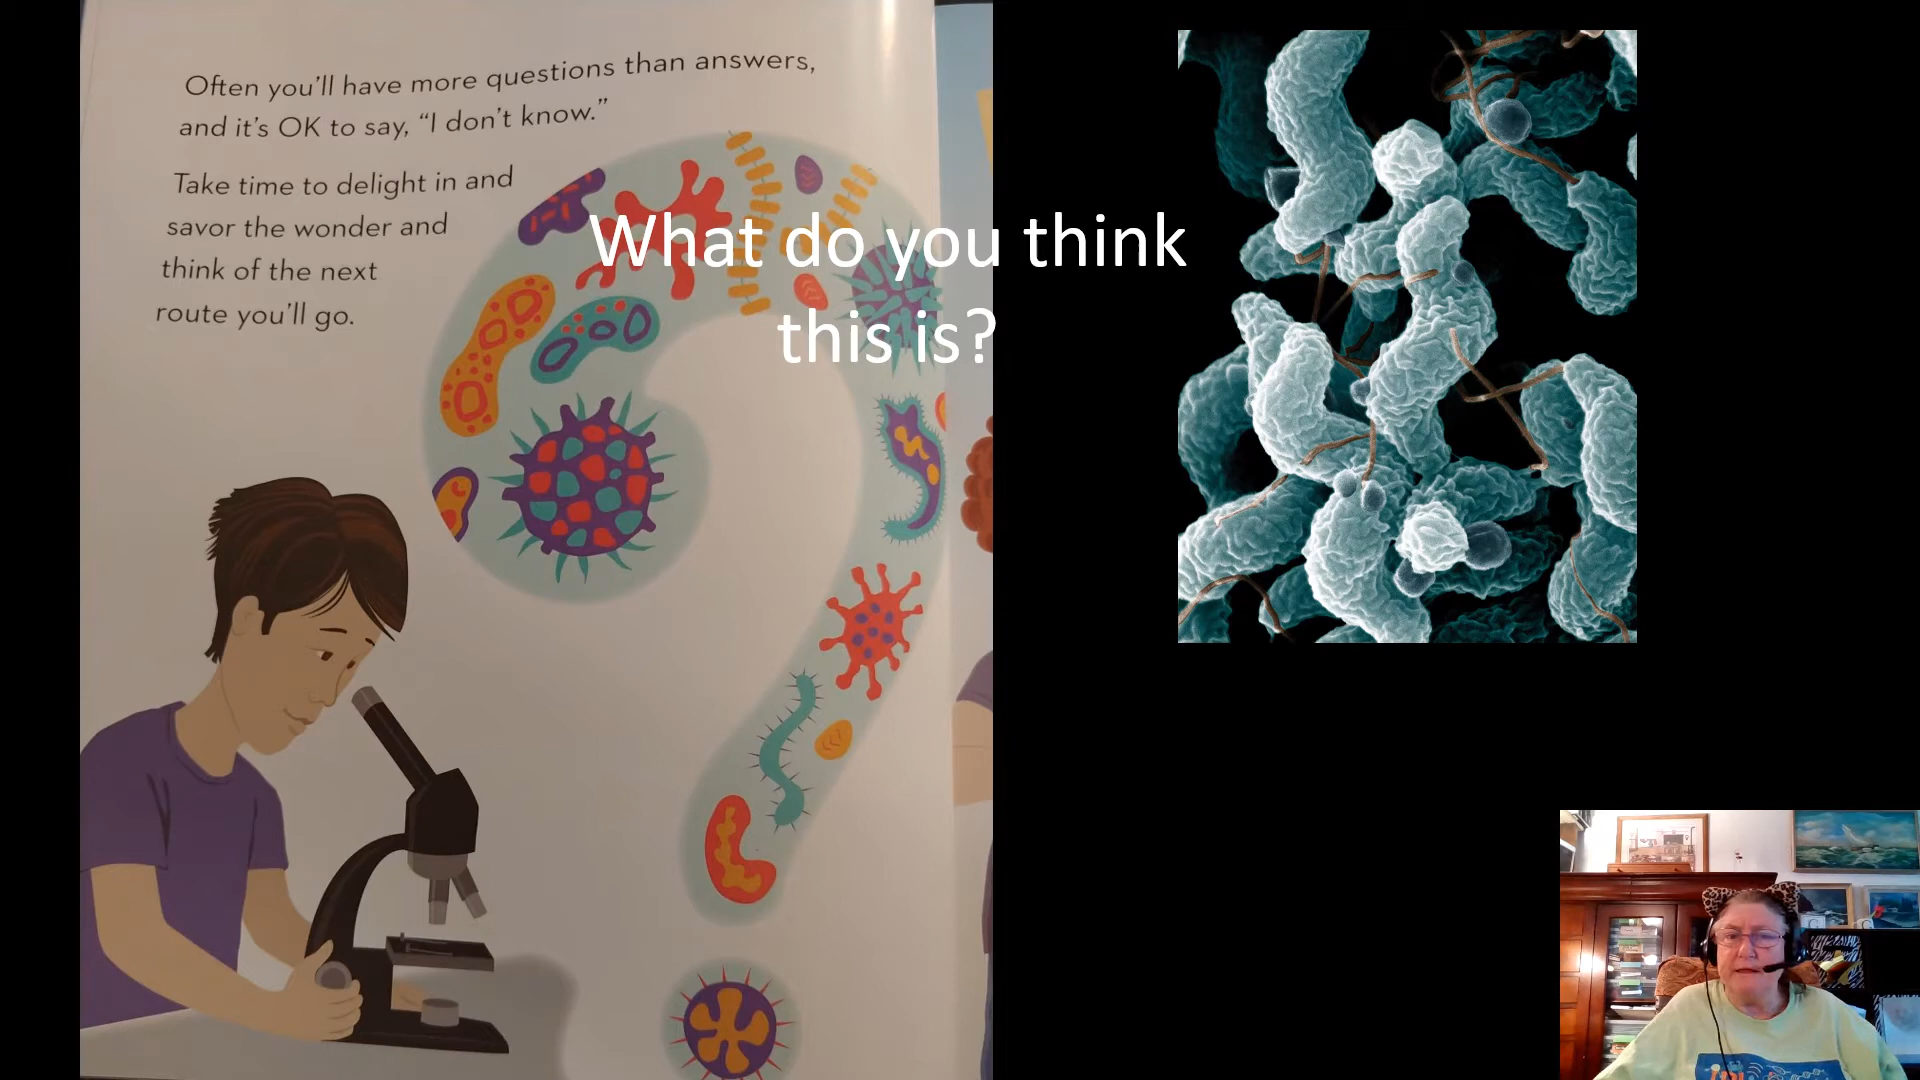 Often you'll have more questions than answers,
and it's OK to say, “I don't know.”
Take time to delight in and
savor the wonder and
think of the next
route you'll go.
What do you think
this is?